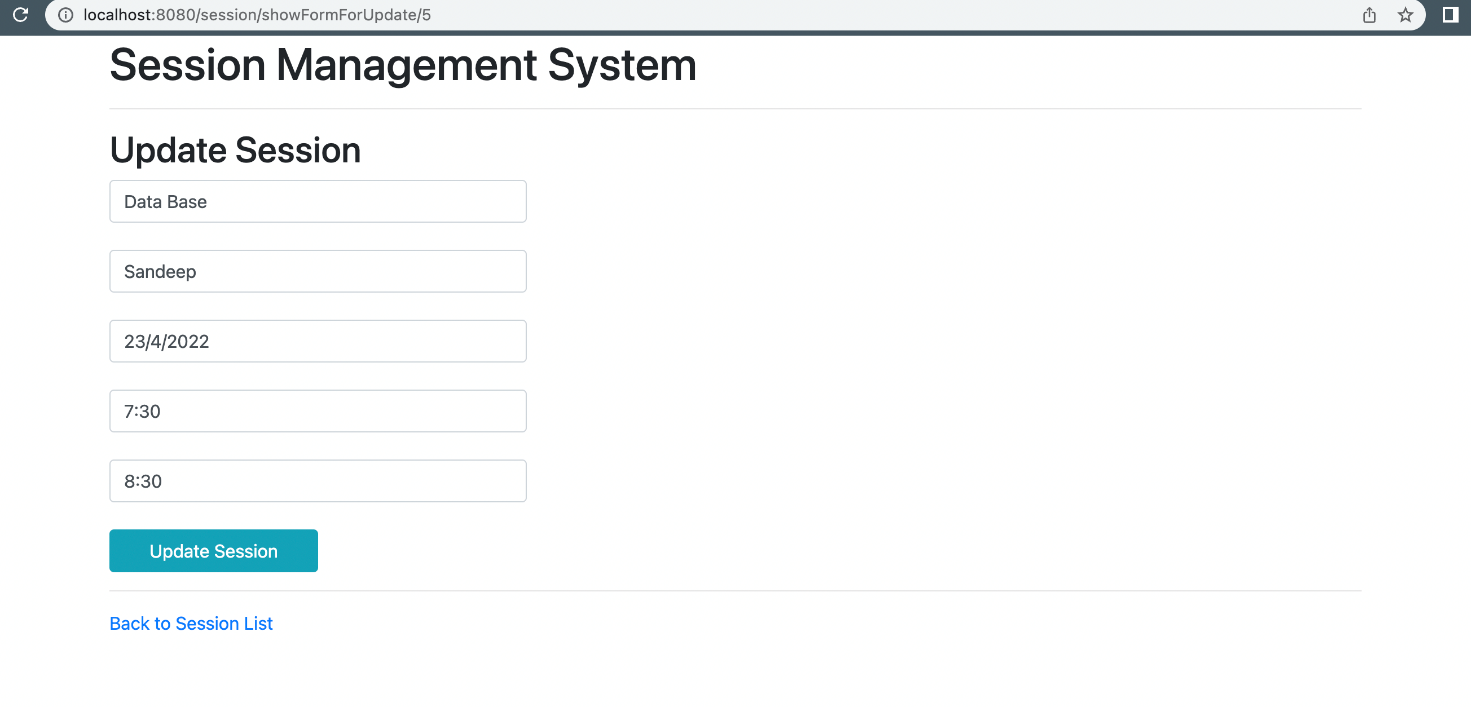 localhost:8080/session/showFormForUpdate/5
Session Management System
Update Session
Data Base
Sandeep
23/4/2022
7:30
8:30
Update Session
Back to Session List